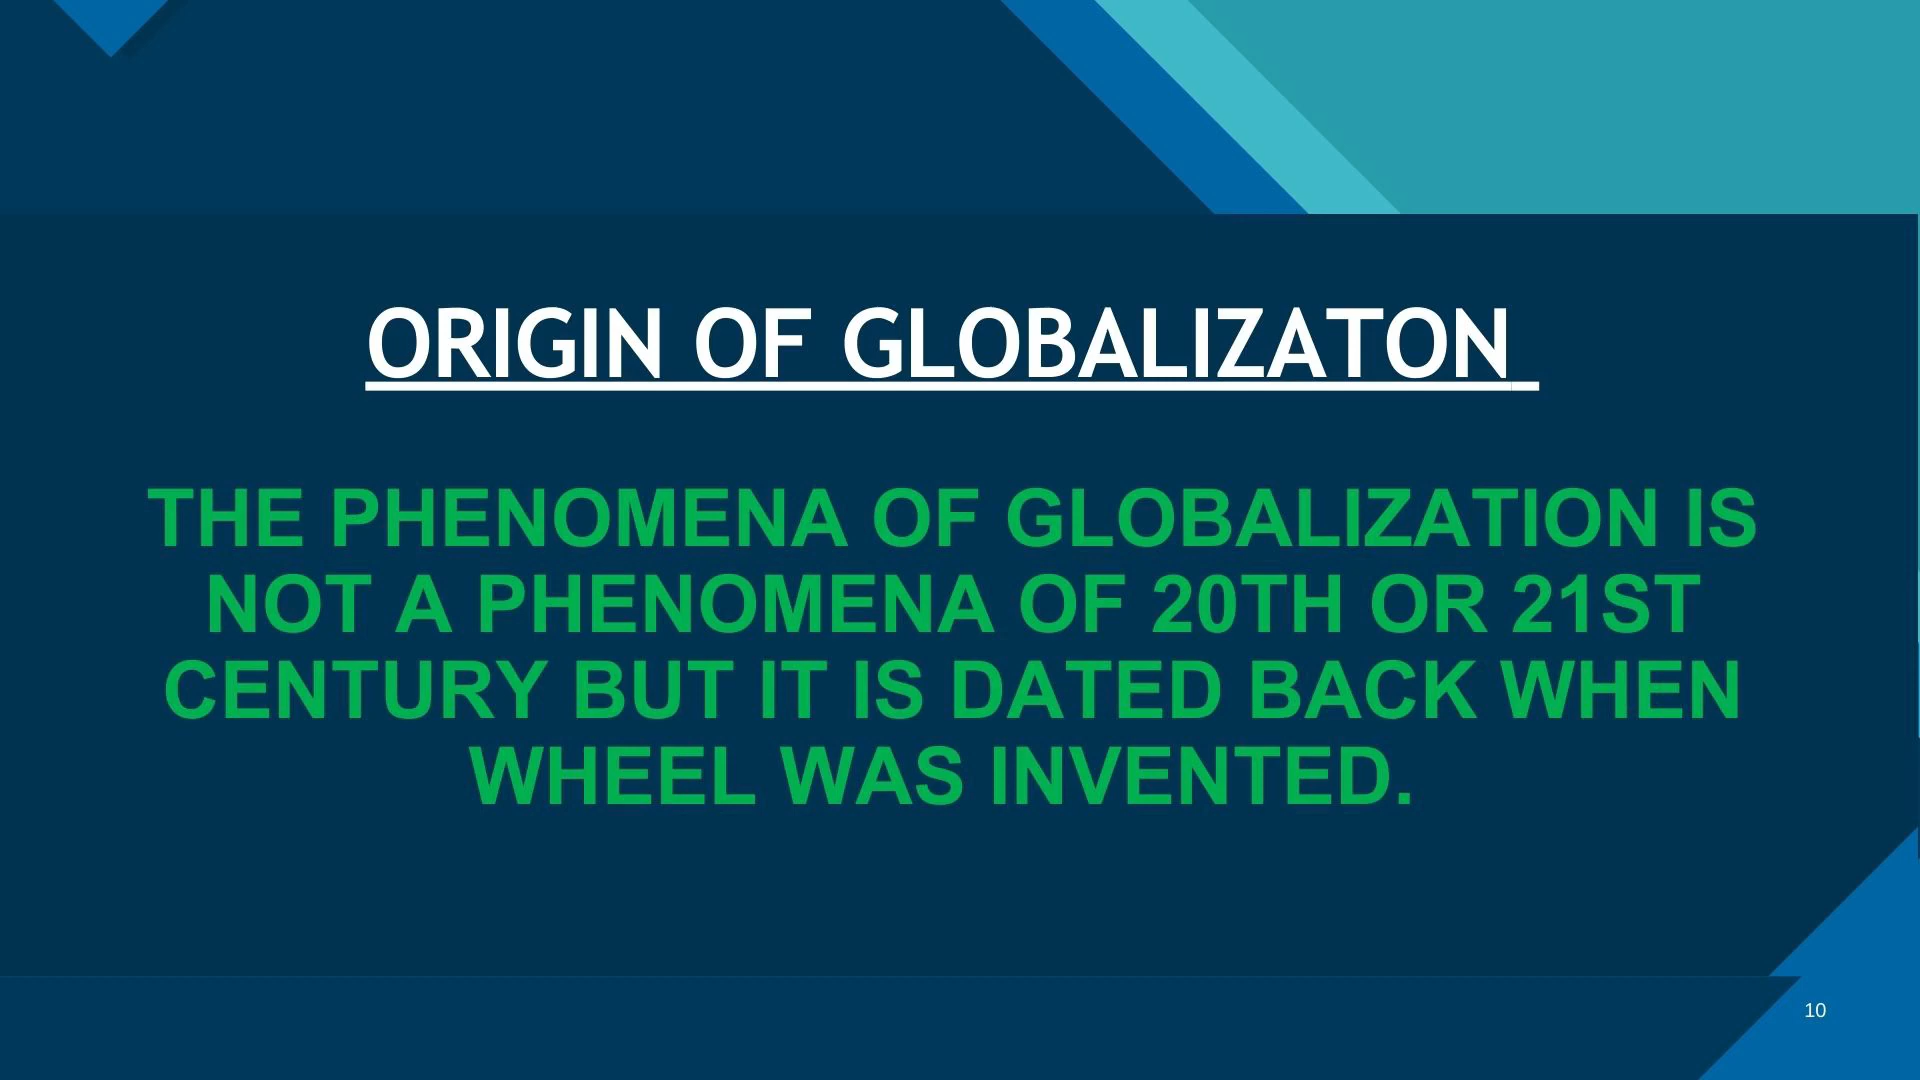 ORIGIN OF GLOBALIZATON
THE PHENOMENA OF GLOBALIZATION IS
NOT A PHENOMENA OF 20TH OR 21ST
CENTURY BUT IT IS DATED BACK WHEN
WHEEL WAS INVENTED.
10